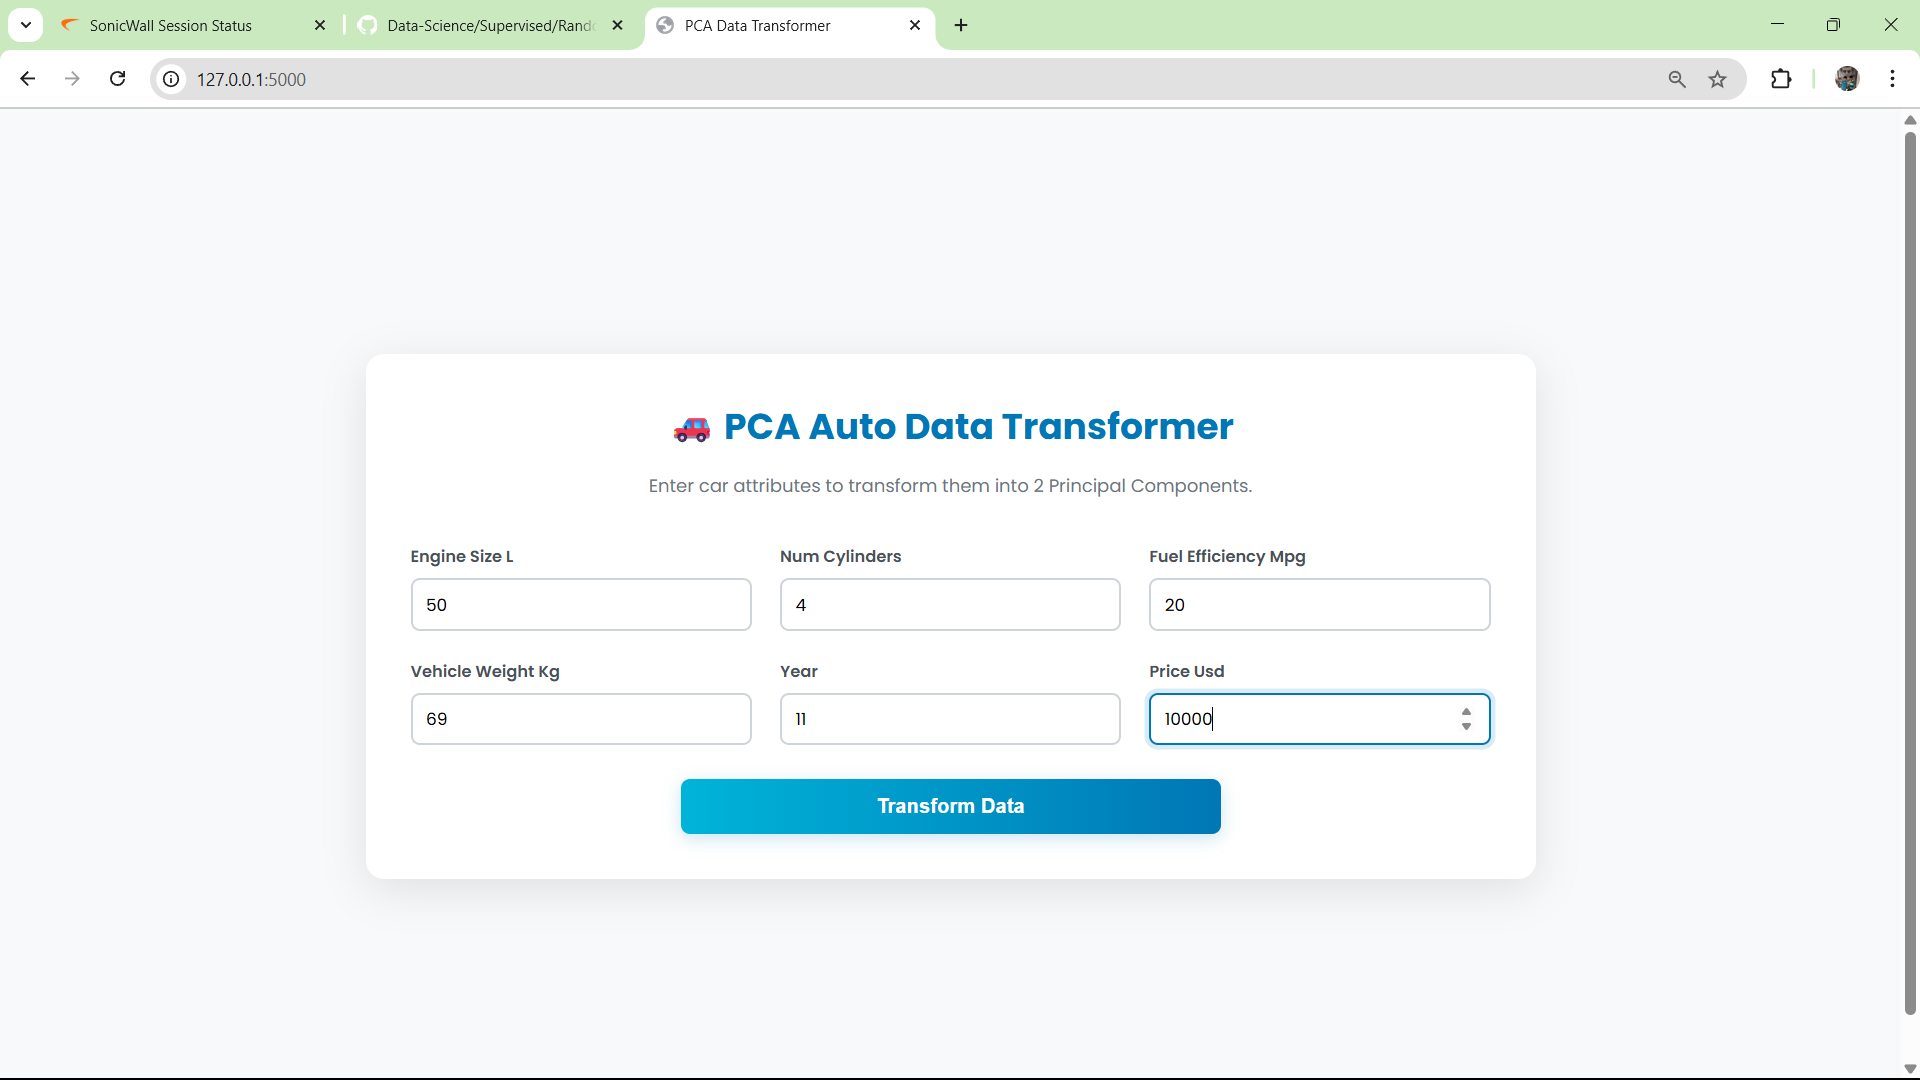 SonicWall Session Status
Data-Science/Supervised/Rand
PCA Data Transformer
127.0.0.1:5000
PCA Auto Data Transformer
Enter car attributes to transform them into 2 Principal Components.
Engine Size L
Num Cylinders
Fuel Efficiency Mpg
50
4
20
Vehicle Weight Kg
Year
Price Usd
69
11
10000
Transform Data